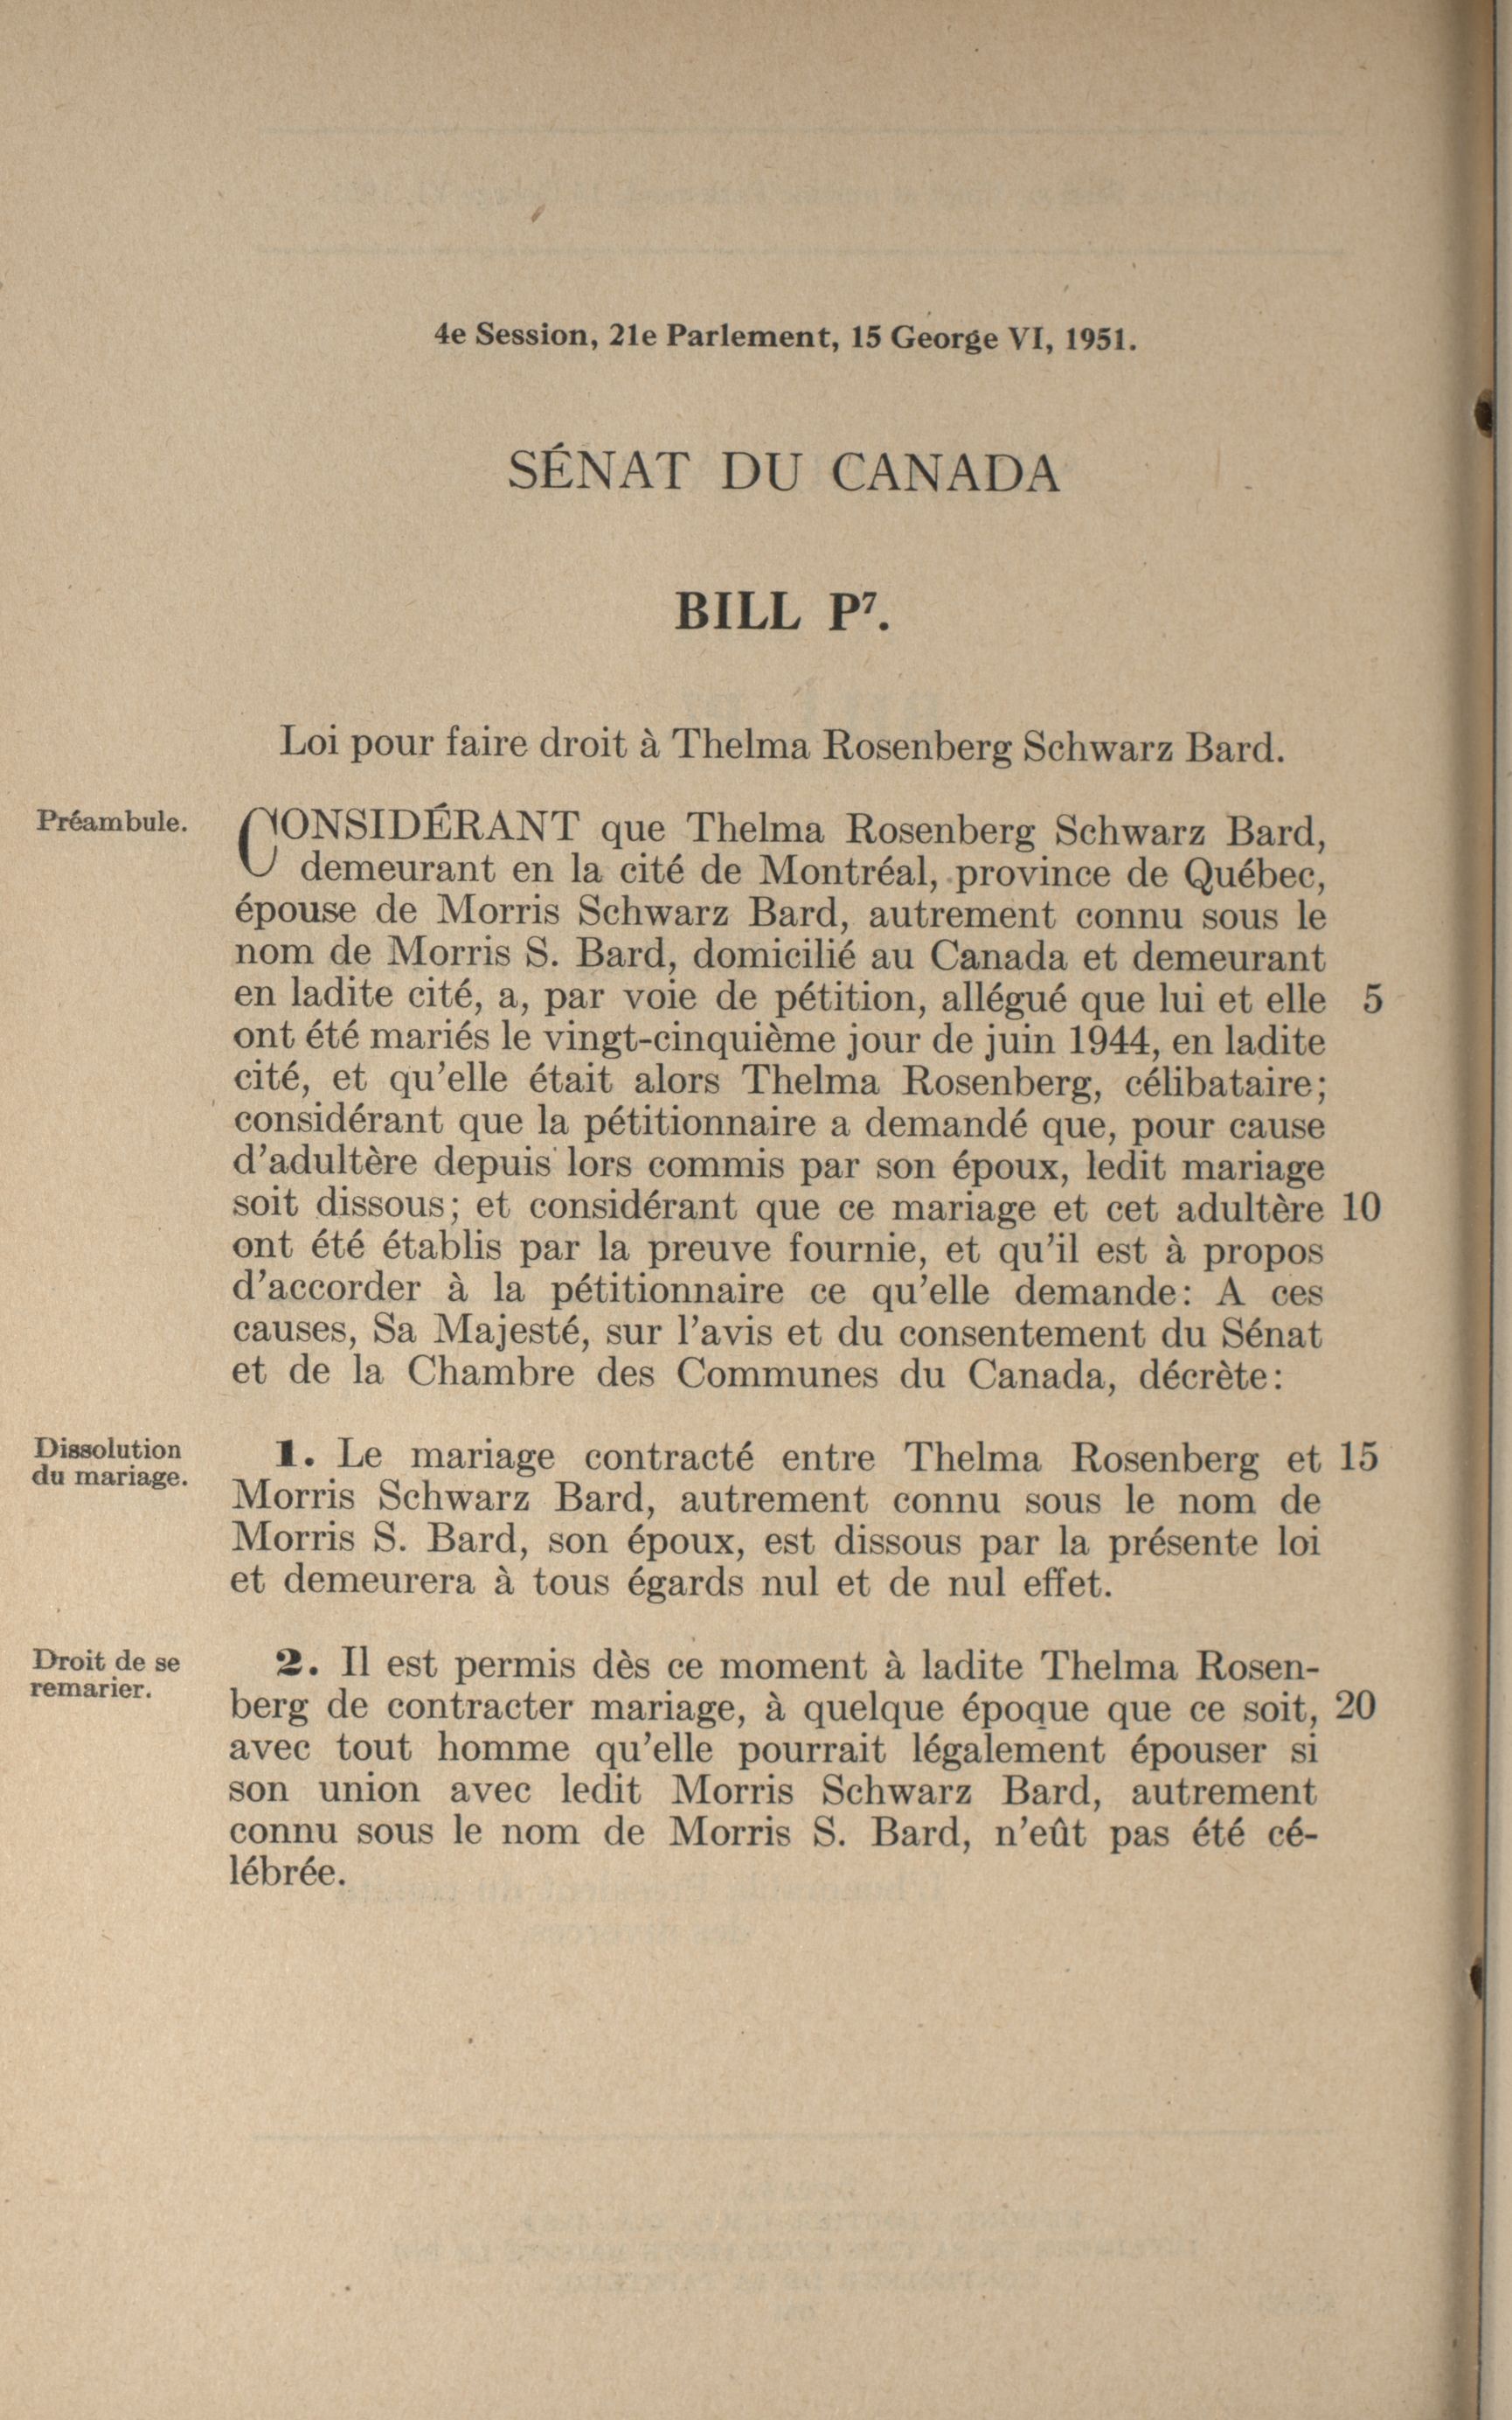 4e Session, 21e Parlement, 15 George VI, 1951.
SÉNAT DU CANADA
BILL P⁷.
Loi pour faire droit à Thelma Rosenberg Schwarz Bard.
Préambule.
CONSIDÉRANT que Thelma Rosenberg Schwarz Bard,
demeurant en la cité de Montréal, province de Québec,
épouse de Morris Schwarz Bard, autrement connu sous le
nom de Morris S. Bard, domicilié au Canada et demeurant
en ladite cité, a, par voie de pétition, allégué que lui et elle 5
ont été mariés le vingt-cinquième jour de juin 1944, en ladite
cité, et qu'elle était alors Thelma Rosenberg, célibataire;
considérant que la pétitionnaire a demandé que, pour cause
d'adultère depuis lors commis par son époux, ledit mariage
soit dissous; et considérant que ce mariage et cet adultère 10
ont été établis par la preuve fournie, et qu'il est à propos
d'accorder à la pétitionnaire ce qu'elle demande: A ces
causes, Sa Majesté, sur l'avis et du consentement du Sénat
et de la Chambre des Communes du Canada, décrète:
Dissolution
du mariage.
1. Le mariage contracté entre Thelma Rosenberg et 15
Morris Schwarz Bard, autrement connu sous le nom de
Morris S. Bard, son époux, est dissous par la présente loi
et demeurera à tous égards nul et de nul effet.
Droit de se
remarier.
2. Il est permis dès ce moment à ladite Thelma Rosen-
berg de contracter mariage, à quelque époque que ce soit, 20
avec tout homme qu'elle pourrait légalement épouser si
son union avec ledit Morris Schwarz Bard, autrement
connu sous le nom de Morris S. Bard, n'eût pas été cé-
lébrée.